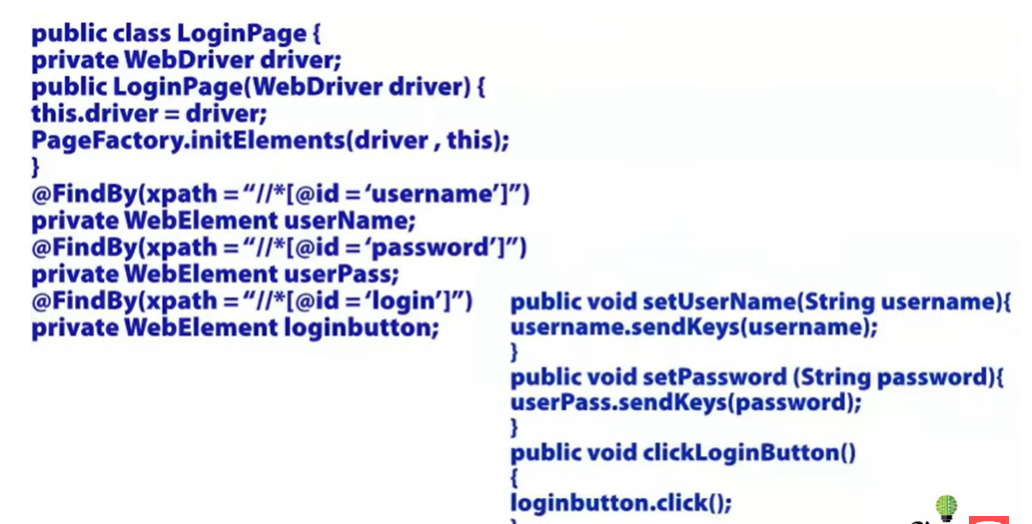 public class LoginPage {
private WebDriver driver;
public LoginPage(WebDriver driver) {
this.driver = driver;
PageFactory.initElements(driver , this);
}
@FindBy(xpath = “//*[@id = ‘username’]”)
private WebElement userName;
@FindBy(xpath = “//*[@id = ‘password’]”)
private WebElement userPass;
@FindBy(xpath = “//*[@id = ‘login’]”)
private WebElement loginbutton;
public void setUserName(String username){
username.sendKeys(username);
}
public void setPassword (String password){
userPass.sendKeys(password);
}
public void clickLoginButton()
{
loginbutton.click();
}